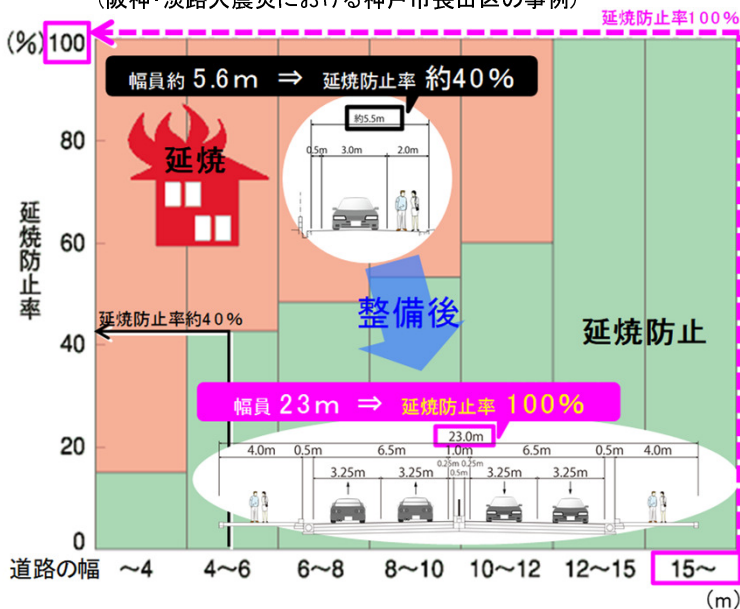 (阪神・淡路大震災における神戸市長田区の事例)
延焼防止率100%
(%)
100
幅員約5.6m ⇒ 延焼防止率 約40%
約5.5m
0.5m 3.0m 2.0m
延焼
80
60
40
20
0
延焼防止率
延焼防止率約40%
整備後
延焼防止
幅員 23m ⇒ 延焼防止率 100%
23.0m
4.0m 0.5m 6.5m 1.0m 6.5m 0.5m 4.0m
0.25m 0.25m
0.5m
3.25m 3.25m 3.25m 3.25m
道路の幅 ~4 4~6 6~8 8~10 10~12 12~15 15~
(m)